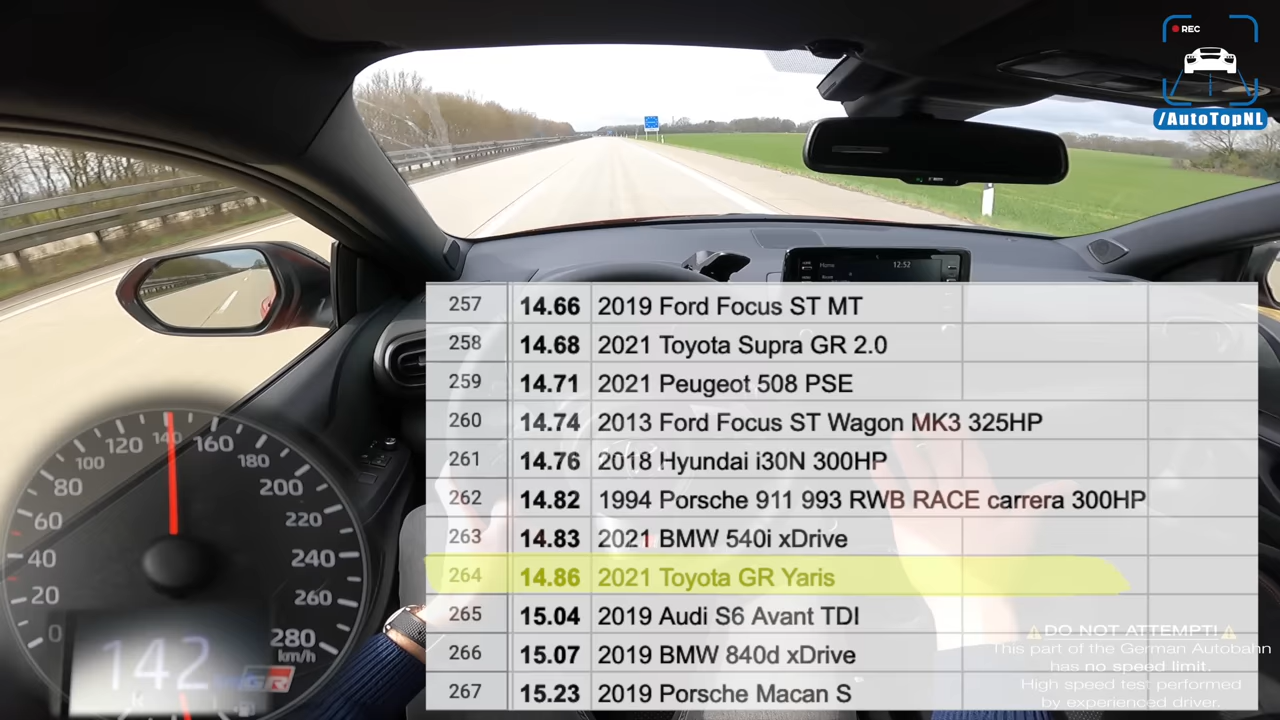 REC
/AutoTopNL
Home
12:52
257 14.66 2019 Ford Focus ST MT
258 14.68 2021 Toyota Supra GR 2.0
259 14.71 2021 Peugeot 508 PSE
260 14.74 2013 Ford Focus ST Wagon MK3 325HP
261 14.76 2018 Hyundai i30N 300HP
262 14.82 1994 Porsche 911 993 RWB RACE carrera 300HP
263 14.83 2021 BMW 540i xDrive
264 14.86 2021 Toyota GR Yaris
265 15.04 2019 Audi S6 Avant TDI
266 15.07 2019 BMW 840d xDrive
267 15.23 2019 Porsche Macan S
0
20
40
60
80
100
120
140
160
180
200
220
240
260
280
km/h
142
GR
DO NOT ATTEMPT!
This part of the German Autobahn
has no speed limit.
High speed test performed
by experienced driver.